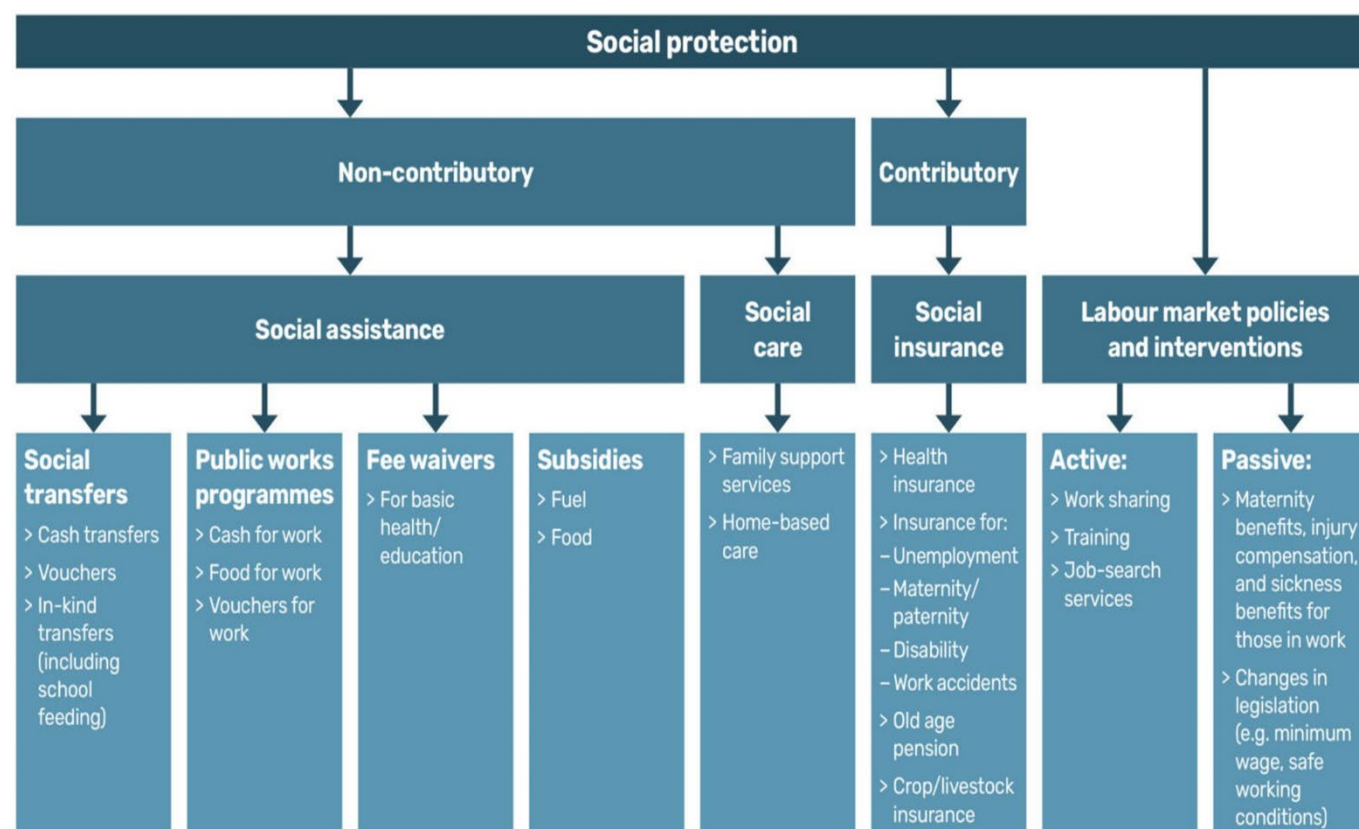 Social protection
Non-contributory
Contributory
Social assistance
Social
care
Social
insurance
Labour market policies
and interventions
Social
transfers
> Cash transfers
> Vouchers
> In-kind
transfers
(including
school
feeding)
Public works
programmes
> Cash for work
> Food for work
> Vouchers for
work
Fee waivers
> For basic
health/
education
Subsidies
> Fuel
> Food
> Family support
services
> Home-based
care
> Health
insurance
> Insurance for:
– Unemployment
– Maternity/
paternity
– Disability
– Work accidents
> Old age
pension
> Crop/livestock
insurance
Active:
> Work sharing
> Training
> Job-search
services
Passive:
> Maternity
benefits, injury
compensation,
and sickness
benefits for
those in work
> Changes in
legislation
(e.g. minimum
wage, safe
working
conditions)